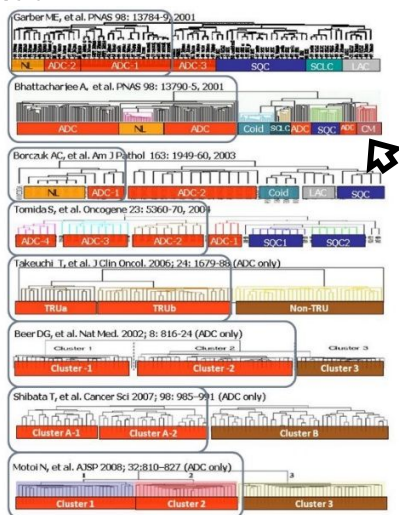 Garber ME, et al. PNAS 98: 13784-9, 2001
NL ADC-2 ADC-1 ADC-3 SQC SCLC LAC
Bhattacharjee A, et al. PNAS 98: 13790-5, 2001
ADC NL ADC Coid SCLC ADC SQC ADC CM
Borczuk AC, et al. Am J Pathol 163: 1949-60, 2003
NL ADC-1 ADC-2 Coid LAC SQC
Tomida S, et al. Oncogene 23: 5360-70, 2004
ADC-4 ADC-3 ADC-2 ADC-1 SQC1 SQC2
Takeuchi T, et al. J Clin Oncol. 2006; 24: 1679-88 (ADC only)
TRUa TRUb Non-TRU
Beer DG, et al. Nat Med. 2002; 8: 816-24 (ADC only)
Cluster 1 Cluster 2 Cluster 3
Cluster -1 Cluster -2 Cluster 3
Shibata T, et al. Cancer Sci 2007; 98: 985-991 (ADC only)
Cluster A-1 Cluster A-2 Cluster B
Motoi N, et al. AJSP 2008; 32:810-827 (ADC only)
1 2 3
Cluster 1 Cluster 2 Cluster 3